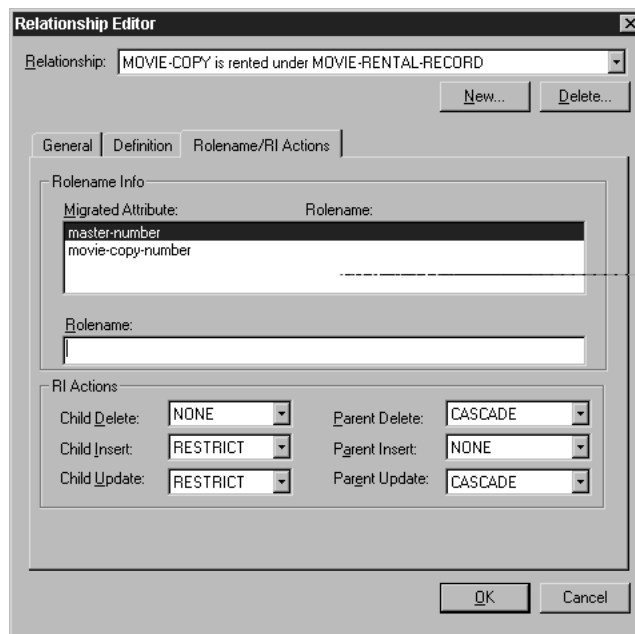 Relationship Editor
Relationship: MOVIE-COPY is rented under MOVIE-RENTAL-RECORD
New... Delete...
General Definition Rolename/RI Actions
Rolename Info
Migrated Attribute: Rolename:
master-number
movie-copy-number
Rolename:
RI Actions
Child Delete: NONE Parent Delete: CASCADE
Child Insert: RESTRICT Parent Insert: NONE
Child Update: RESTRICT Parent Update: CASCADE
OK Cancel